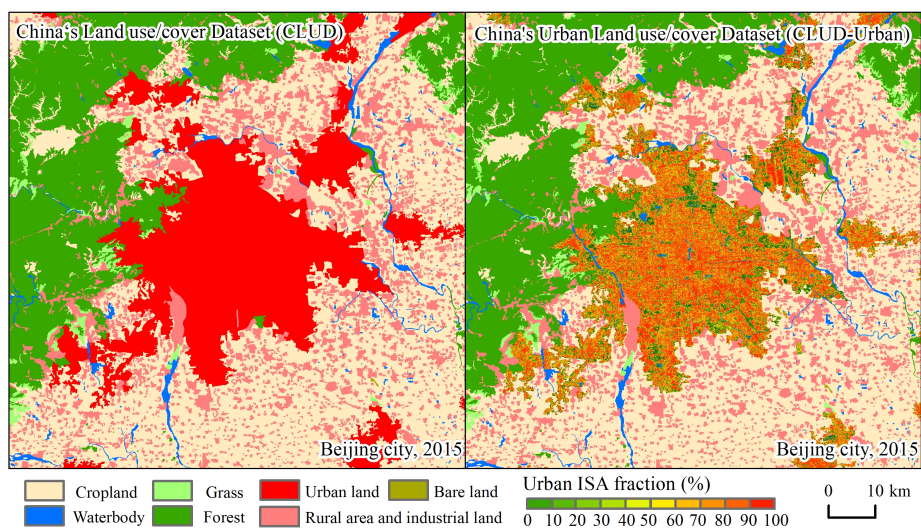 China‘s Land use/cover Dataset (CLUD)
China's Urban Land use/cover Dataset (CLUD-Urban)
Beijing city, 2015
Beijing city, 2015
Cropland
Grass
Urban land
Bare land
Waterbody
Forest
Rural area and industrial land
Urban ISA fraction (%)
0 10 20 30 40 50 60 70 80 90 100
0 10 km